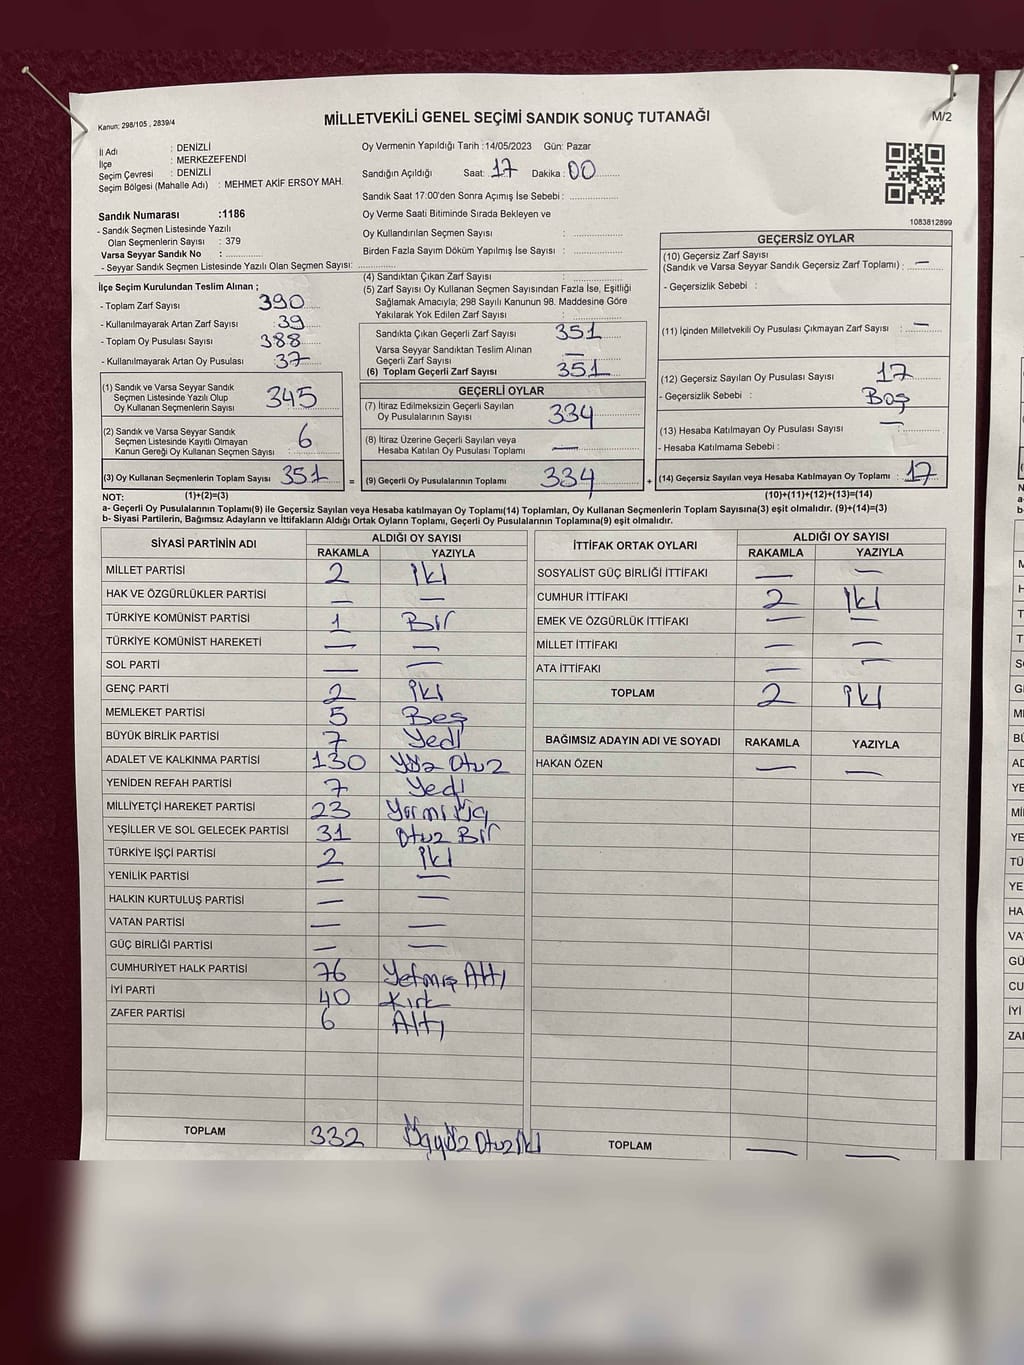 Kanun; 298/105 , 2839/4
MİLLETVEKİLİ GENEL SEÇİMİ SANDIK SONUÇ TUTANAĞI
M/2
İl Adı : DENİZLİ
İlçe : MERKEZEFENDİ
Seçim Çevresi : DENİZLİ
Seçim Bölgesi (Mahalle Adı) : MEHMET AKİF ERSOY MAH.
Sandık Numarası :1186
- Sandık Seçmen Listesinde Yazılı
Olan Seçmenlerin Sayısı : 379
Varsa Seyyar Sandık No :
- Seyyar Sandık Seçmen Listesinde Yazılı Olan Seçmen Sayısı:
Oy Vermenin Yapıldığı Tarih :14/05/2023 Gün: Pazar
Sandığın Açıldığı Saat: 17 Dakika : 00
Sandık Saat 17:00'den Sonra Açımış İse Sebebi :
Oy Verme Saati Bitiminde Sırada Bekleyen ve
Oy Kullandırılan Seçmen Sayısı :
Birden Fazla Sayım Döküm Yapılmış İse Sayısı :
1083812899
İlçe Seçim Kurulundan Teslim Alınan ;
- Toplam Zarf Sayısı 390
- Kullanılmayarak Artan Zarf Sayısı 39
- Toplam Oy Pusulası Sayısı 388
- Kullanılmayarak Artan Oy Pusulası 37
(1) Sandık ve Varsa Seyyar Sandık
Seçmen Listesinde Yazılı Olup
Oy Kullanan Seçmenlerin Sayısı 345
(2) Sandık ve Varsa Seyyar Sandık
Seçmen Listesinde Kayıtlı Olmayan
Kanun Gereği Oy Kullanan Seçmen Sayısı : 6
(3) Oy Kullanan Seçmenlerin Toplam Sayısı 351 =
(4) Sandıktan Çıkan Zarf Sayısı :
(5) Zarf Sayısı Oy Kullanan Seçmen Sayısından Fazla İse, Eşitliği
Sağlamak Amacıyla; 298 Sayılı Kanunun 98. Maddesine Göre
Yakılarak Yok Edilen Zarf Sayısı :
Sandıkta Çıkan Geçerli Zarf Sayısı 351
Varsa Seyyar Sandıktan Teslim Alınan
Geçerli Zarf Sayısı —
(6) Toplam Geçerli Zarf Sayısı 351
GEÇERLİ OYLAR
(7) İtiraz Edilmeksizin Geçerli Sayılan
Oy Pusulalarının Sayısı 334
(8) İtiraz Üzerine Geçerli Sayılan veya
Hesaba Katılan Oy Pusulaları Toplamı —
(9) Geçerli Oy Pusulalarının Toplamı 334 +
GEÇERSİZ OYLAR
(10) Geçersiz Zarf Sayısı
(Sandık ve Varsa Seyyar Sandık Geçersiz Zarf Toplamı) : —
- Geçersizlik Sebebi :
(11) İçinden Milletvekili Oy Pusulası Çıkmayan Zarf Sayısı : —
(12) Geçersiz Sayılan Oy Pusulası Sayısı 17
- Geçersizlik Sebebi : Boş
(13) Hesaba Katılmayan Oy Pusulası Sayısı : —
- Hesaba Katılmama Sebebi :
(14) Geçersiz Sayılan veya Hesaba Katılmayan Oy Toplamı : 17
NOT: (1)+(2)=(3)
(10)+(11)+(12)+(13)=(14)
a- Geçerli Oy Pusulalarının Toplamı(9) ile Geçersiz Sayılan veya Hesaba katılmayan Oy Toplamı(14) Toplamları, Oy Kullanan Seçmenlerin Toplam Sayısına(3) eşit olmalıdır. (9)+(14)=(3)
b- Siyasi Partilerin, Bağımsız Adayların ve İttifakların Aldığı Ortak Oyların Toplamı, Geçerli Oy Pusulalarının Toplamına(9) eşit olmalıdır.
SİYASİ PARTİNİN ADI ALDIĞI OY SAYISI
RAKAMLA YAZIYLA
MİLLET PARTİSİ 2 iki
HAK VE ÖZGÜRLÜKLER PARTİSİ — —
TÜRKİYE KOMÜNİST PARTİSİ 1 Bir
TÜRKİYE KOMÜNİST HAREKETİ — —
SOL PARTİ — —
GENÇ PARTİ 2 iki
MEMLEKET PARTİSİ 5 Beş
BÜYÜK BİRLİK PARTİSİ 7 Yedi
ADALET VE KALKINMA PARTİSİ 130 Yüz Otuz
YENİDEN REFAH PARTİSİ 7 Yedi
MİLLİYETÇİ HAREKET PARTİSİ 23 Yirmi Üç
YEŞİLLER VE SOL GELECEK PARTİSİ 31 Otuz Bir
TÜRKİYE İŞÇİ PARTİSİ 2 iki
YENİLİK PARTİSİ — —
HALKIN KURTULUŞ PARTİSİ — —
VATAN PARTİSİ — —
GÜÇ BİRLİĞİ PARTİSİ — —
CUMHURİYET HALK PARTİSİ 76 Yetmiş Altı
İYİ PARTİ 40 Kırk
ZAFER PARTİSİ 6 Altı
TOPLAM 332 Üçyüz Otuz iki
İTTİFAK ORTAK OYLARI ALDIĞI OY SAYISI
RAKAMLA YAZIYLA
SOSYALİST GÜÇ BİRLİĞİ İTTİFAKI — —
CUMHUR İTTİFAKI 2 iki
EMEK VE ÖZGÜRLÜK İTTİFAKI — —
MİLLET İTTİFAKI — —
ATA İTTİFAKI — —
TOPLAM 2 iki
BAĞIMSIZ ADAYIN ADI VE SOYADI RAKAMLA YAZIYLA
HAKAN ÖZEN — —
TOPLAM — —